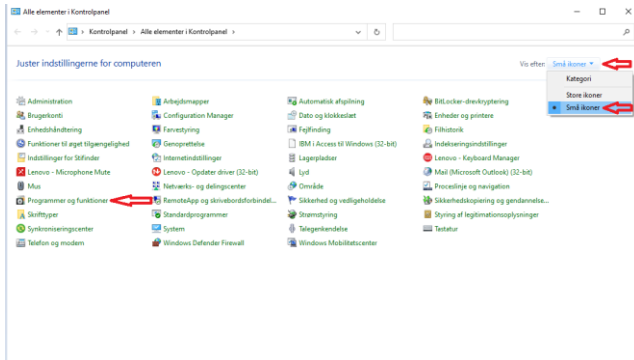 Alle elementer i Kontrolpanel
Kontrolpanel › Alle elementer i Kontrolpanel ›
Juster indstillingerne for computeren
Vis efter: Små ikoner
Kategori
Store ikoner
Små ikoner
Administration
Arbejdsmapper
Automatisk afspilning
BitLocker-drevkryptering
Brugerkonti
Configuration Manager
Dato og klokkeslæt
Enheder og printere
Enhedshåndtering
Farvestyring
Fejlfinding
Filhistorik
Funktioner til øget tilgængelighed
Genoprettelse
IBM i Access til Windows (32-bit)
Indekseringsindstillinger
Indstillinger for Stifinder
Internetindstillinger
Lagerpladser
Lenovo - Keyboard Manager
Lenovo - Microphone Mute
Lenovo - Opdater driver (32-bit)
Lyd
Mail (Microsoft Outlook) (32-bit)
Mus
Netværks- og delingscenter
Område
Proceslinje og navigation
Programmer og funktioner
RemoteApp og skrivebordsforbindel...
Sikkerhed og vedligeholdelse
Sikkerhedskopiering og gendannelse...
Skrifttyper
Standardprogrammer
Strømstyring
Styring af legitimationsoplysninger
Synkroniseringscenter
System
Talegenkendelse
Tastatur
Telefon og modem
Windows Defender Firewall
Windows Mobilitetscenter